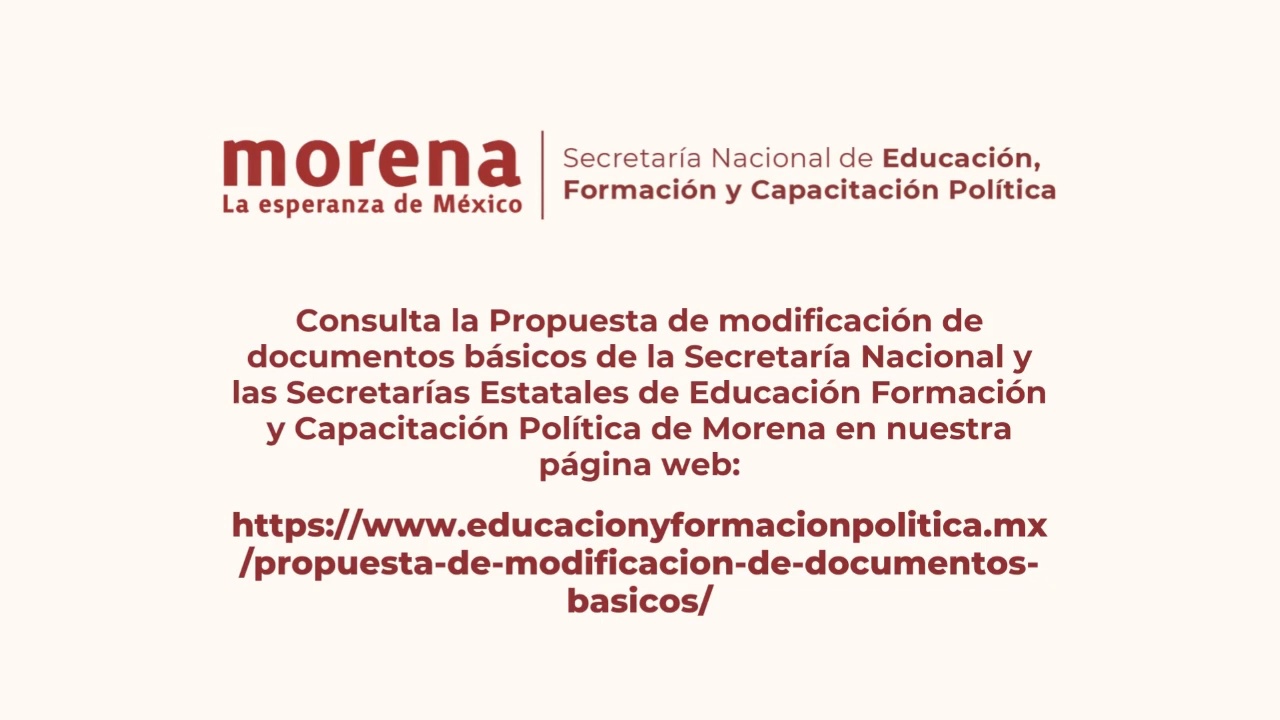 morena
La esperanza de México
Secretaría Nacional de Educación,
Formación y Capacitación Política
Consulta la Propuesta de modificación de
documentos básicos de la Secretaría Nacional y
las Secretarías Estatales de Educación Formación
y Capacitación Política de Morena en nuestra
página web:
https://www.educacionyformacionpolitica.mx
/propuesta-de-modificacion-de-documentos-
basicos/